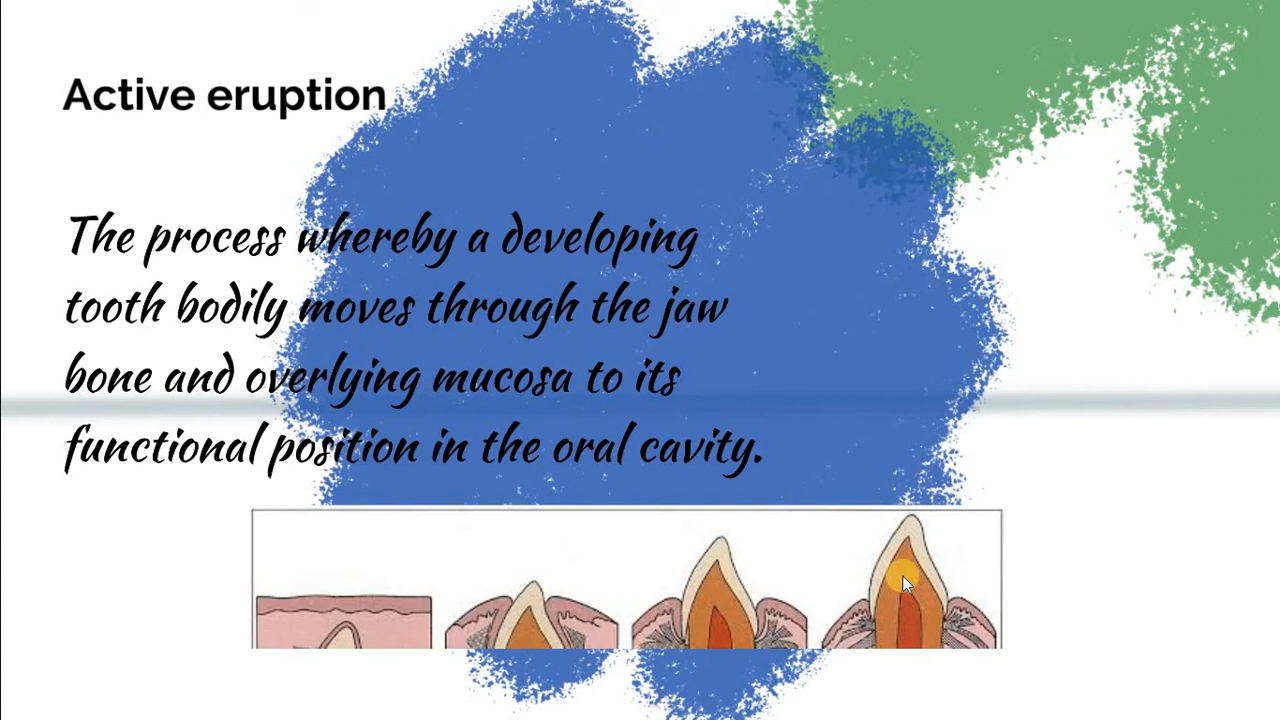 Active eruption
The process whereby a developing
tooth bodily moves through the jaw
bone and overlying mucosa to its
functional position in the oral cavity.